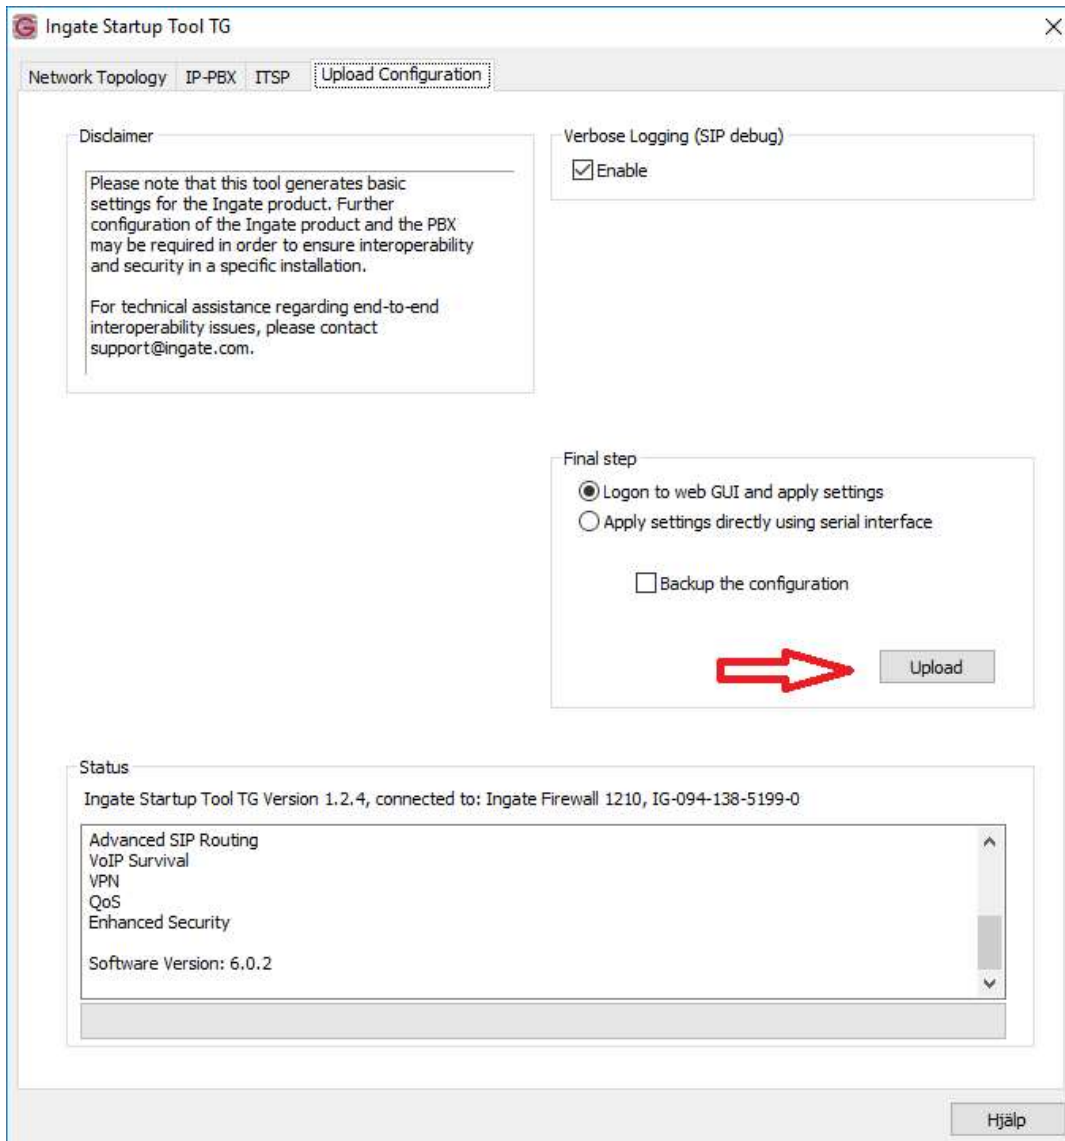 Ingate Startup Tool TG
Network Topology IP-PBX ITSP Upload Configuration
Disclaimer
Please note that this tool generates basic
settings for the Ingate product. Further
configuration of the Ingate product and the PBX
may be required in order to ensure interoperability
and security in a specific installation.
For technical assistance regarding end-to-end
interoperability issues, please contact
support@ingate.com.
Verbose Logging (SIP debug)
Enable
Final step
Logon to web GUI and apply settings
Apply settings directly using serial interface
Backup the configuration
Upload
Status
Ingate Startup Tool TG Version 1.2.4, connected to: Ingate Firewall 1210, IG-094-138-5199-0
Advanced SIP Routing
VoIP Survival
VPN
QoS
Enhanced Security
Software Version: 6.0.2
Hjälp